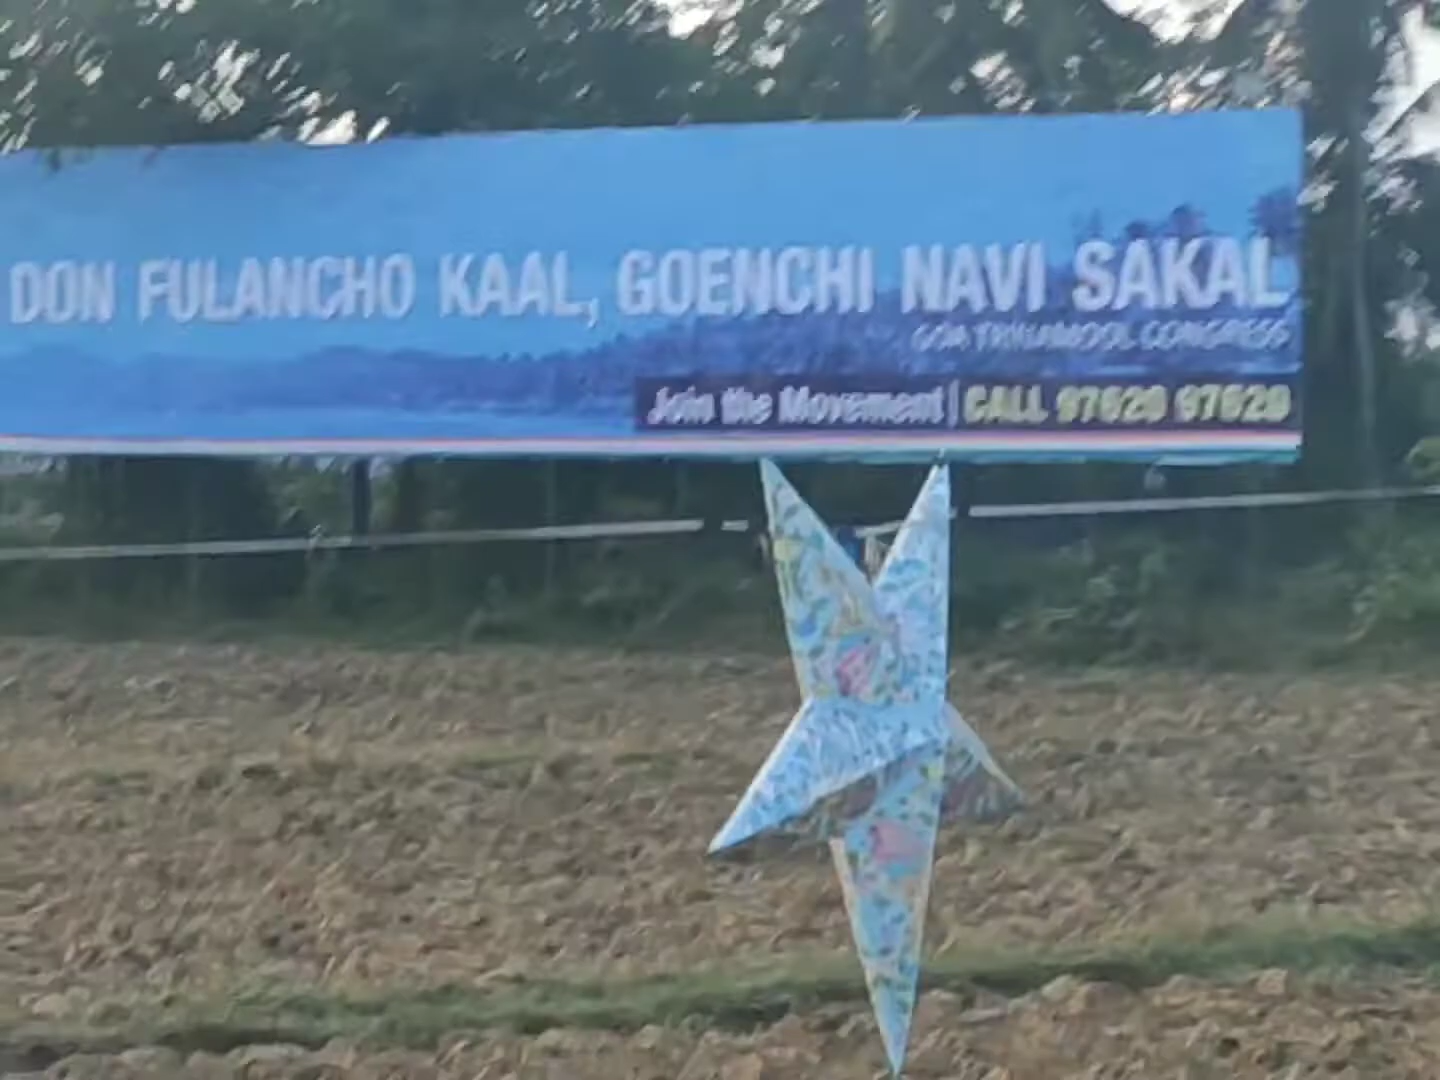 DON FULANCHO KAAL, GOENCHI NAVI SAKAL
GOA TRINAMOOL CONGRESS
Join the Movement | CALL 97620 97620